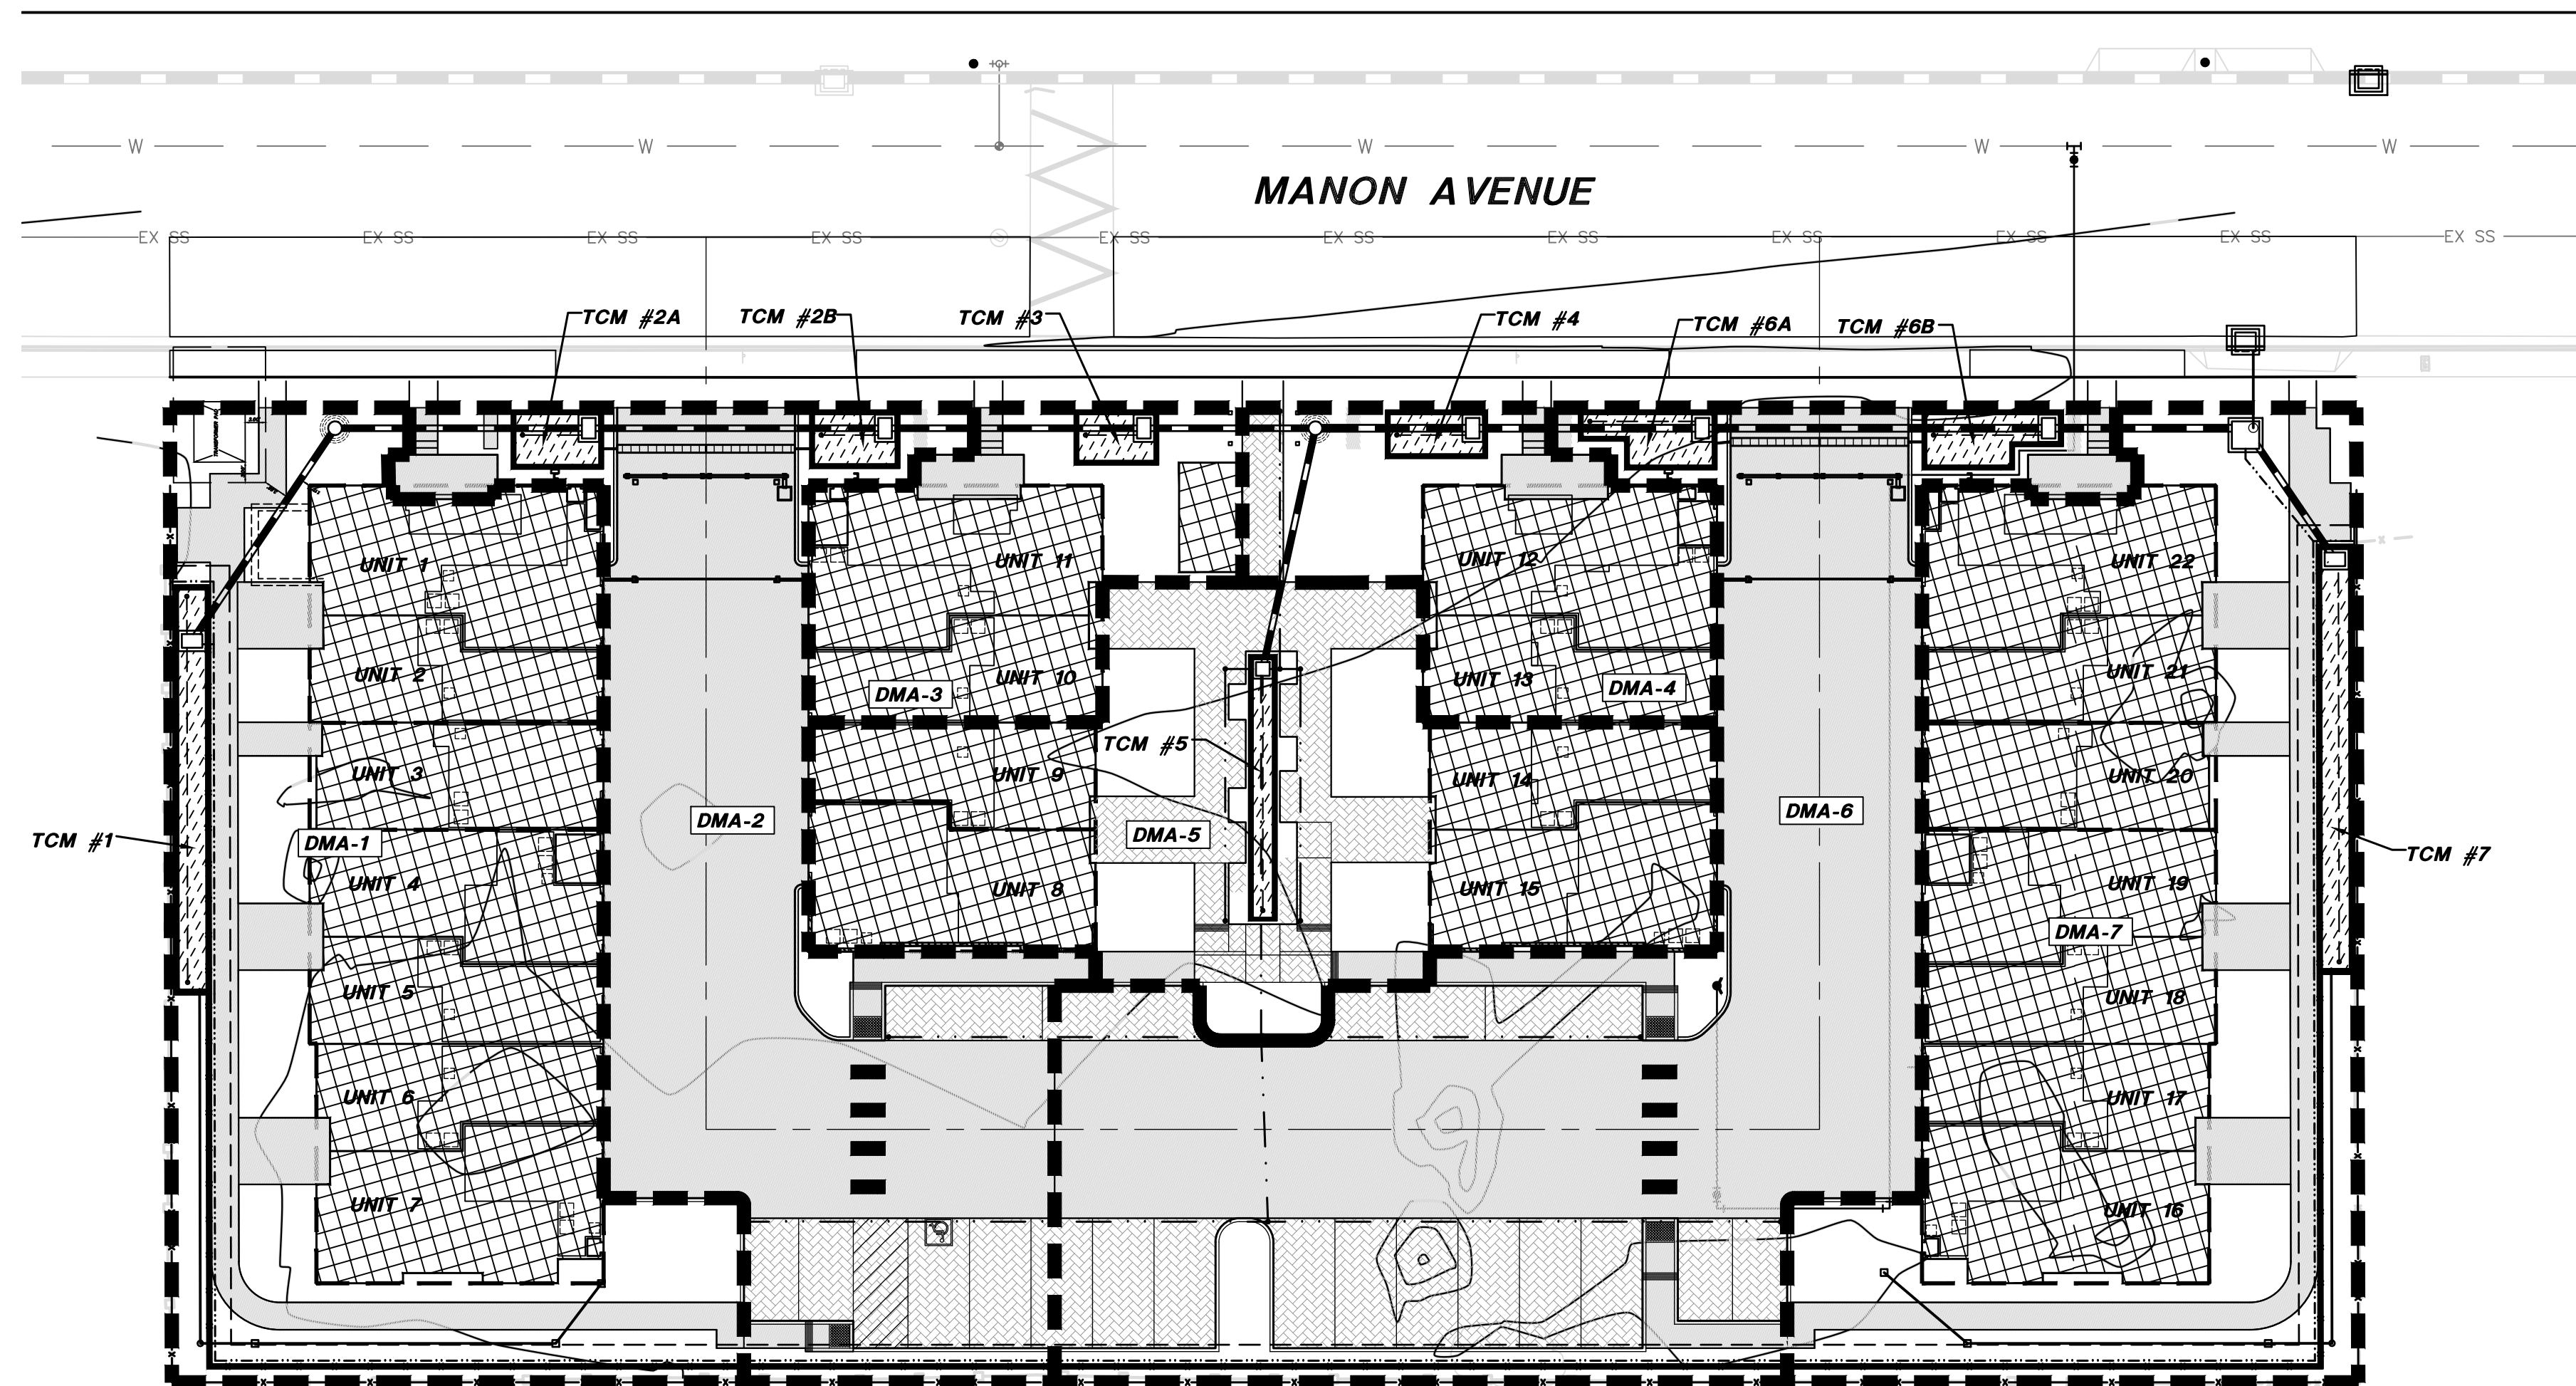 W W W W W
MANON AVENUE
EX SS EX SS EX SS EX SS EX SS EX SS EX SS EX SS EX SS EX SS EX SS
TCM #2A TCM #2B TCM #3 TCM #4 TCM #6A TCM #6B
TRANSFORMER PAD
UNIT 1 UNIT 11 UNIT 12 UNIT 22
UNIT 2 DMA-3 UNIT 10 UNIT 13 DMA-4 UNIT 21
TCM #5
UNIT 3 UNIT 9 UNIT 14 UNIT 20
TCM #1 DMA-1 DMA-2 DMA-5 DMA-6 TCM #7
UNIT 4 UNIT 8 UNIT 15 UNIT 19
DMA-7
UNIT 5 UNIT 18
UNIT 6 UNIT 17
UNIT 7 UNIT 16